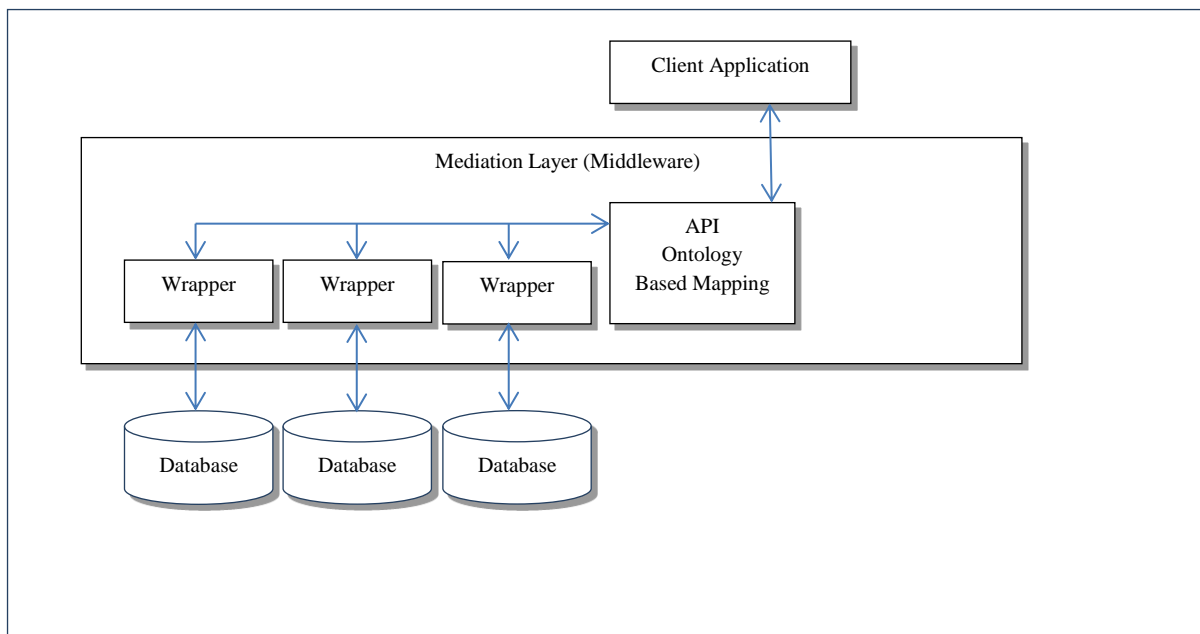 Client Application
Mediation Layer (Middleware)
API
Ontology
Based Mapping
Wrapper
Wrapper
Wrapper
Database
Database
Database